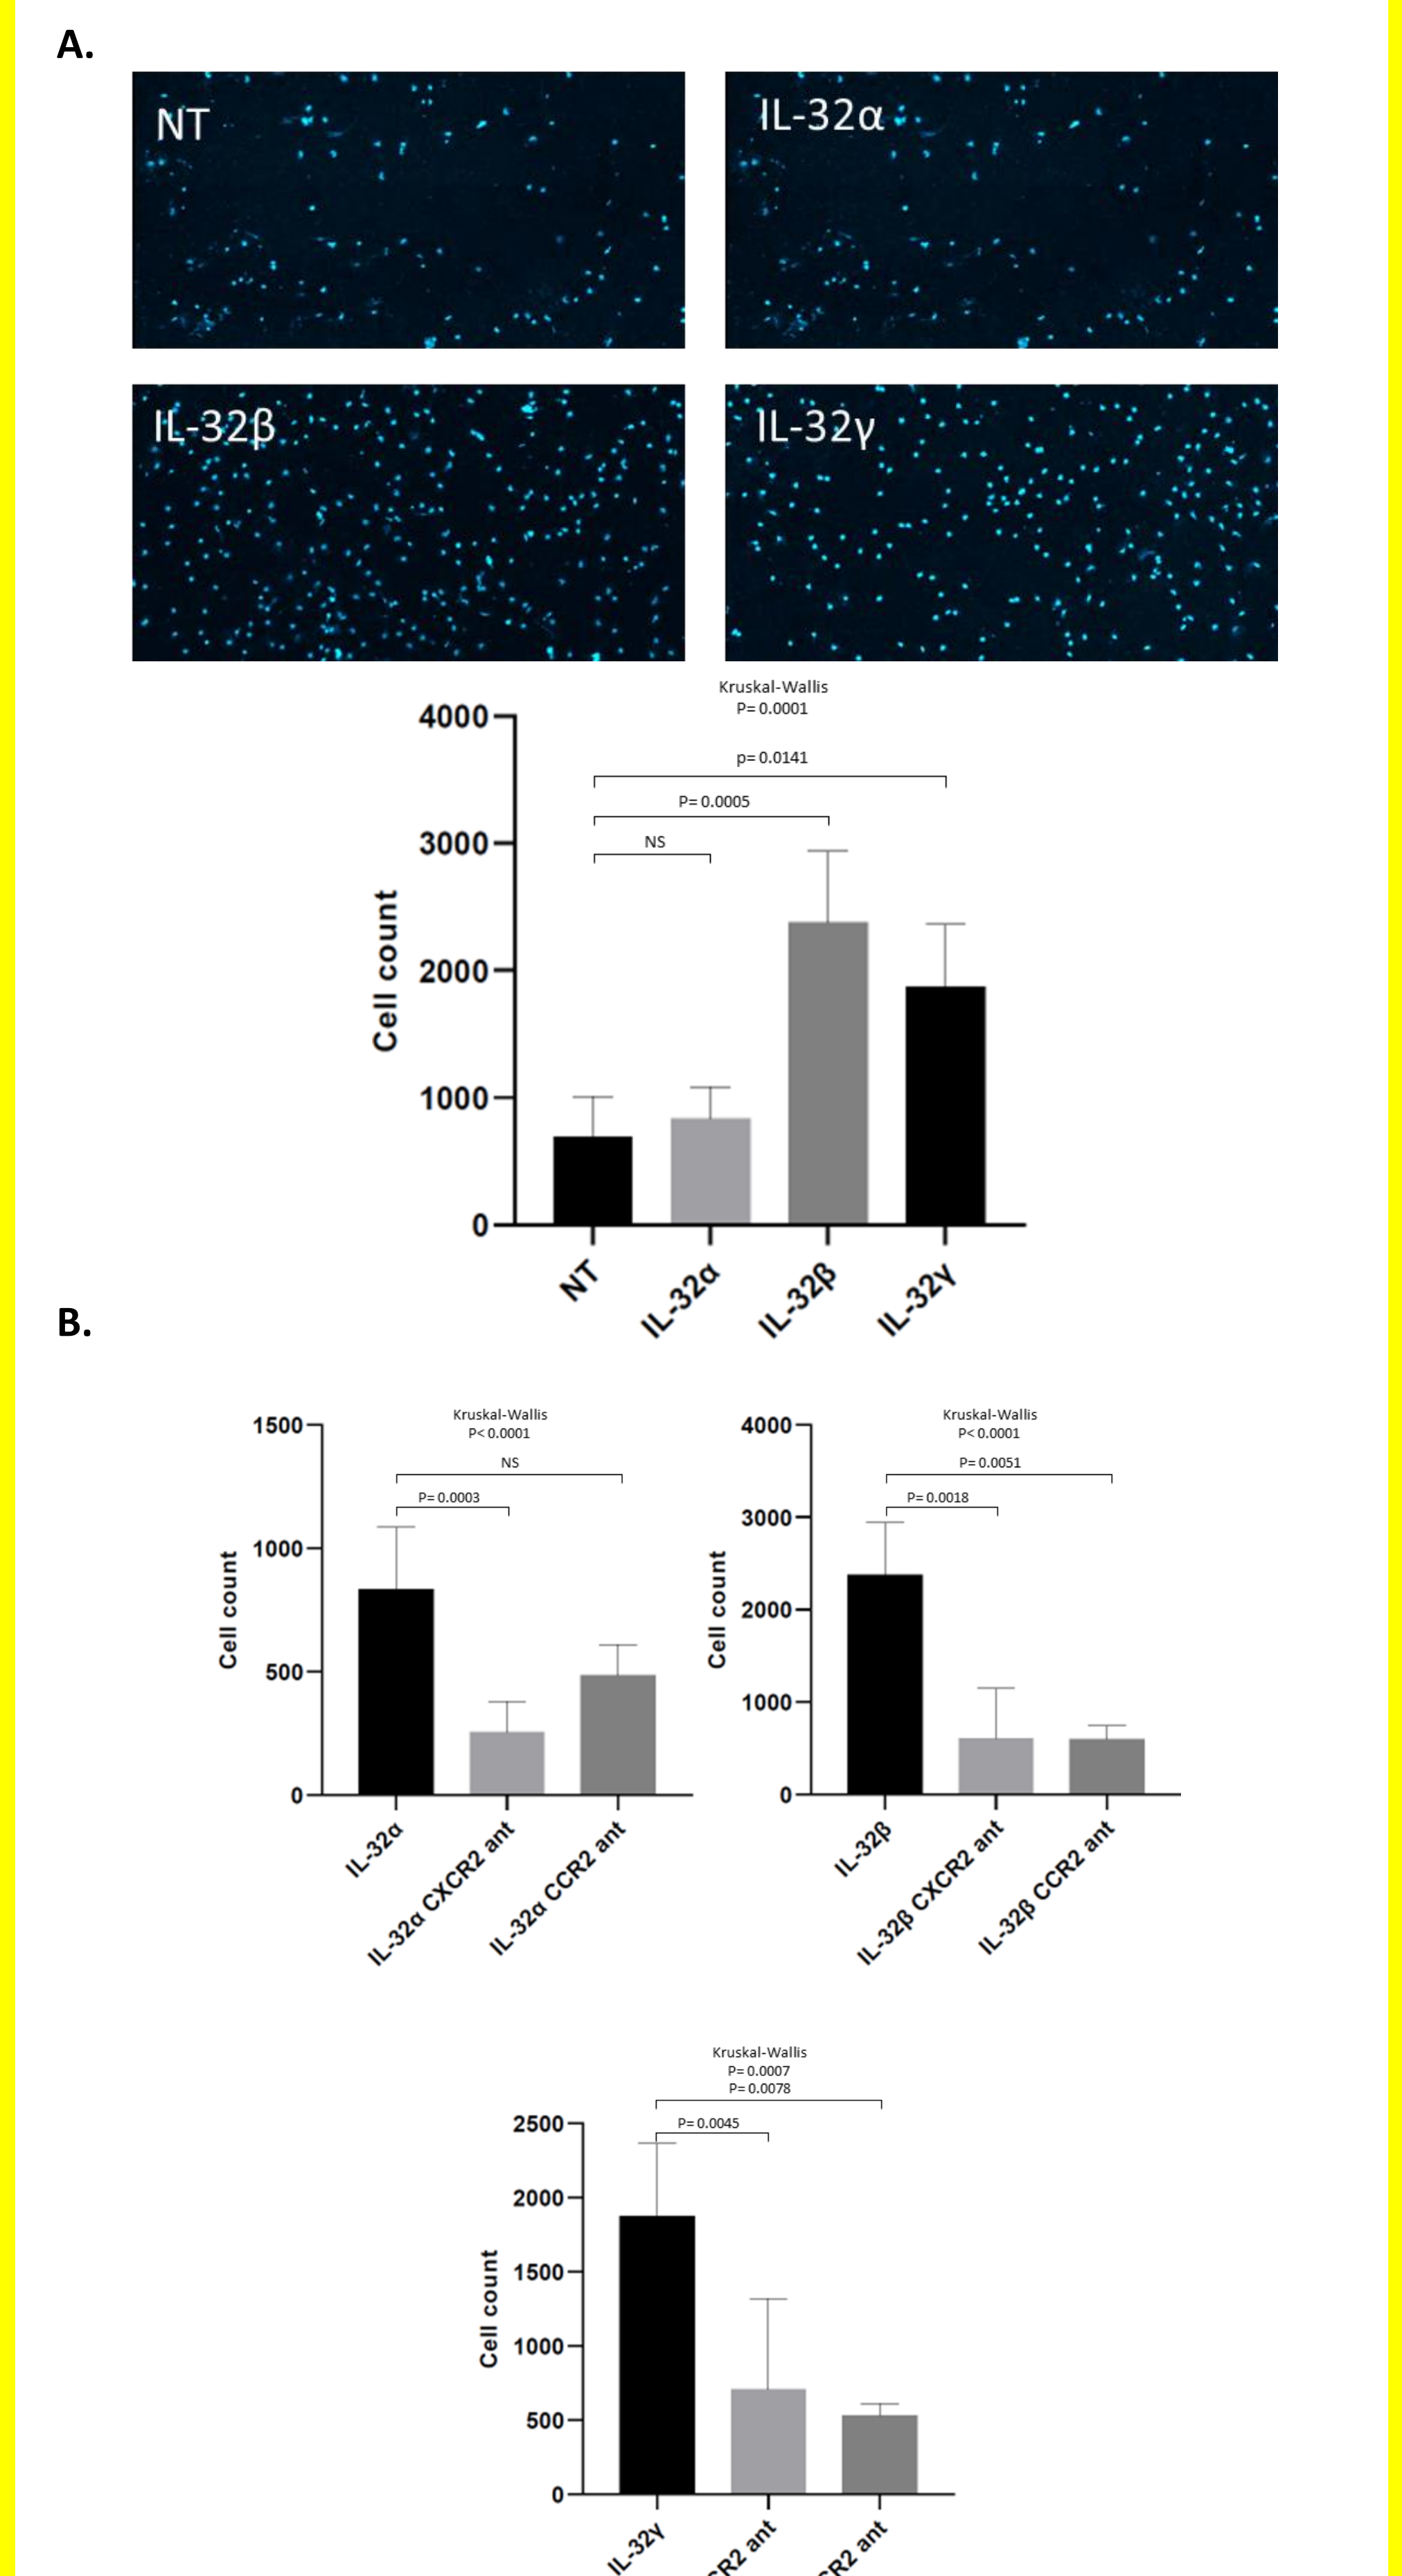 A.
NT
IL-32α
IL-32β
IL-32γ
Kruskal-Wallis
P= 0.0001
p= 0.0141
P= 0.0005
NS
Cell count
4000
3000
2000
1000
0
NT
IL-32α
IL-32β
IL-32γ
B.
Kruskal-Wallis
P< 0.0001
NS
P= 0.0003
Cell count
1500
1000
500
0
IL-32α
IL-32α CXCR2 ant
IL-32α CCR2 ant
Kruskal-Wallis
P< 0.0001
P= 0.0051
P= 0.0018
Cell count
4000
3000
2000
1000
0
IL-32β
IL-32β CXCR2 ant
IL-32β CCR2 ant
Kruskal-Wallis
P= 0.0007
P= 0.0078
P= 0.0045
Cell count
2500
2000
1500
1000
500
0
IL-32γ
ant
ant